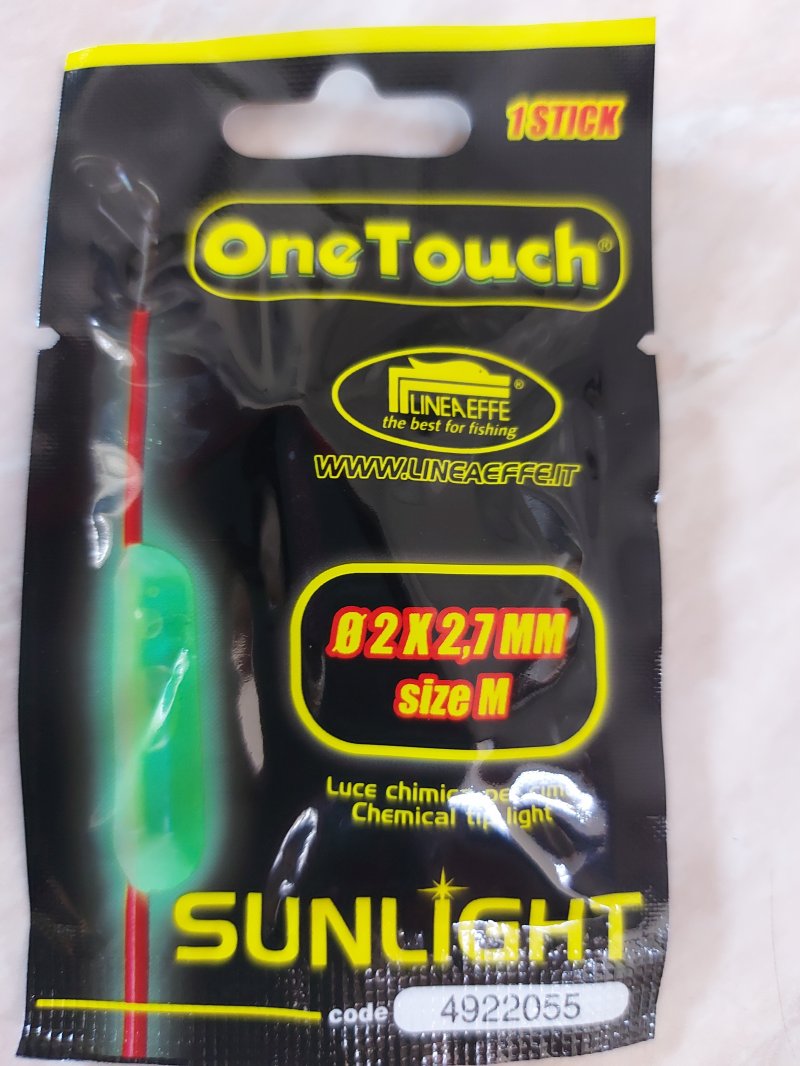 1 STICK
OneTouch®
LINEAEFFE®
the best for fishing
WWW.LINEAEFFE.IT
Ø 2 X 2,7 MM
size M
Luce chimica per
Chemical tip light
SUNLIGHT
code 4922055